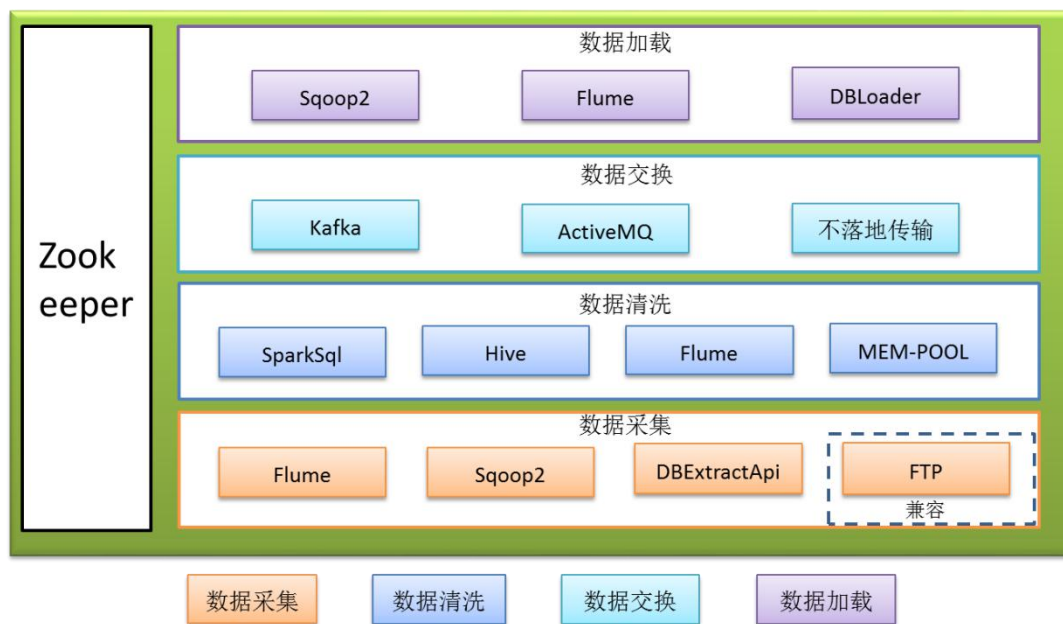 Zook
eeper
数据加载
Sqoop2
Flume
DBLoader
数据交换
Kafka
ActiveMQ
不落地传输
数据清洗
SparkSql
Hive
Flume
MEM-POOL
数据采集
Flume
Sqoop2
DBExtractApi
FTP
兼容
数据采集
数据清洗
数据交换
数据加载